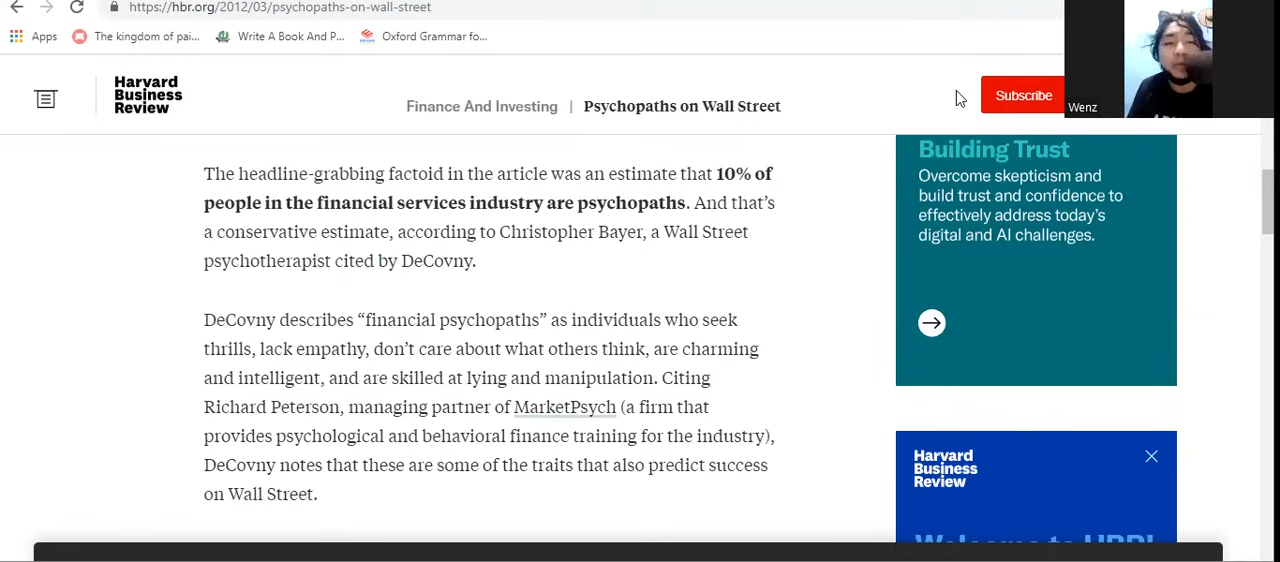 https://hbr.org/2012/03/psychopaths-on-wall-street
Apps
The kingdom of pai...
Write A Book And P...
Oxford Grammar fo...
Harvard
Business
Review
Finance And Investing | Psychopaths on Wall Street
Subscribe
Wenz
The headline-grabbing factoid in the article was an estimate that 10% of
people in the financial services industry are psychopaths. And that’s
a conservative estimate, according to Christopher Bayer, a Wall Street
psychotherapist cited by DeCovny.
DeCovny describes “financial psychopaths” as individuals who seek
thrills, lack empathy, don’t care about what others think, are charming
and intelligent, and are skilled at lying and manipulation. Citing
Richard Peterson, managing partner of MarketPsych (a firm that
provides psychological and behavioral finance training for the industry),
DeCovny notes that these are some of the traits that also predict success
on Wall Street.
Building Trust
Overcome skepticism and
build trust and confidence to
effectively address today’s
digital and AI challenges.
Harvard
Business
Review
Welcome to HBR!